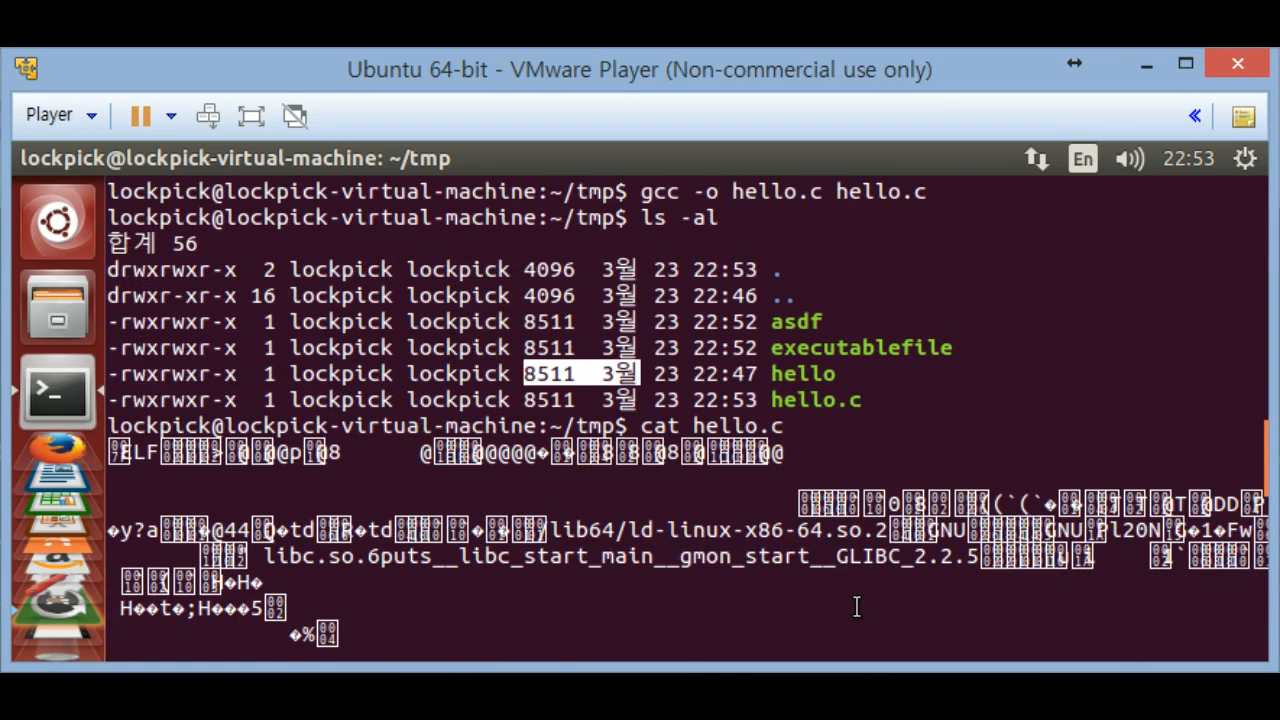 Ubuntu 64-bit - VMware Player (Non-commercial use only)
Player
lockpick@lockpick-virtual-machine: ~/tmp
En
22:53
lockpick@lockpick-virtual-machine:~/tmp$ gcc -o hello.c hello.c
lockpick@lockpick-virtual-machine:~/tmp$ ls -al
합계 56
drwxrwxr-x 2 lockpick lockpick 4096 3월 23 22:53 .
drwxr-xr-x 16 lockpick lockpick 4096 3월 23 22:46 ..
-rwxrwxr-x 1 lockpick lockpick 8511 3월 23 22:52 asdf
-rwxrwxr-x 1 lockpick lockpick 8511 3월 23 22:52 executablefile
-rwxrwxr-x 1 lockpick lockpick 8511 3월 23 22:47 hello
-rwxrwxr-x 1 lockpick lockpick 8511 3월 23 22:53 hello.c
lockpick@lockpick-virtual-machine:~/tmp$ cat hello.c
ELF
/lib64/ld-linux-x86-64.so.2 GNU GNU
libc.so.6puts__libc_start_main__gmon_start__GLIBC_2.2.5